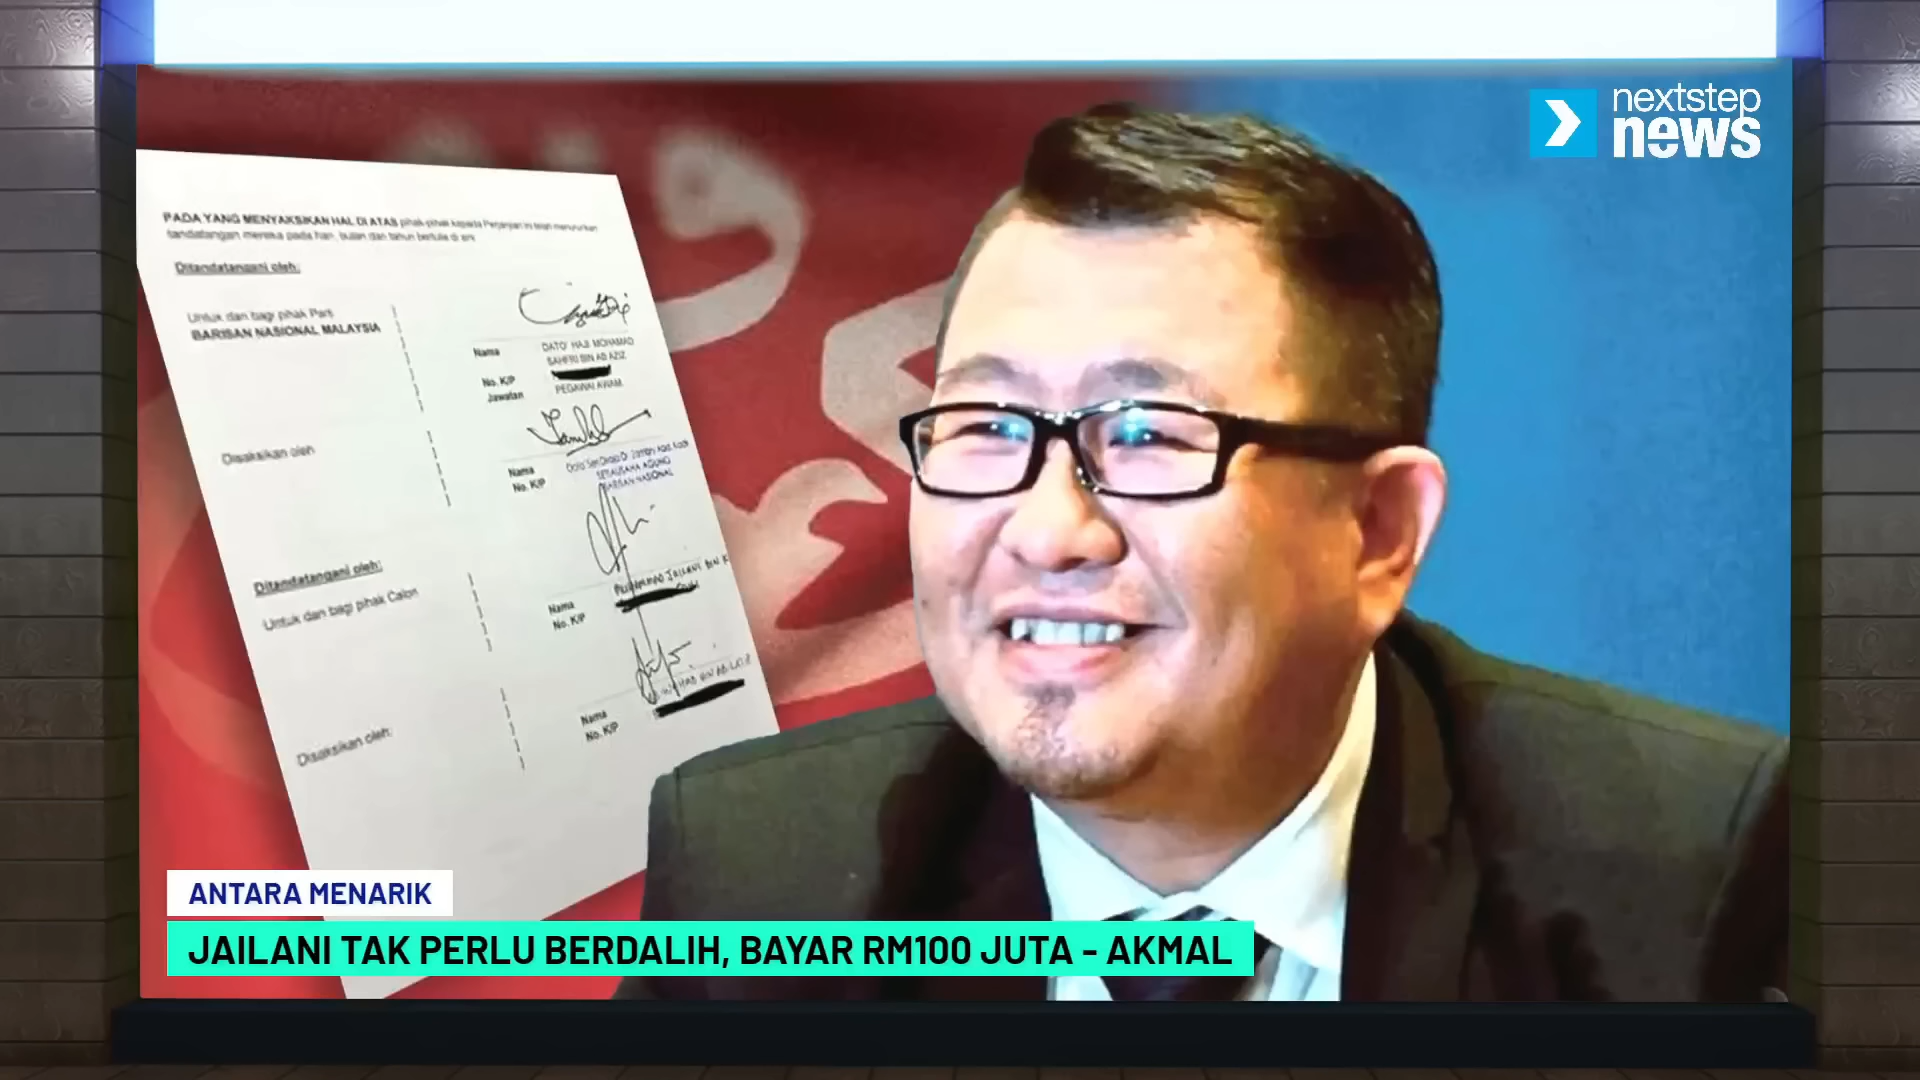 nextstep
news
PADA YANG MENYAKSIKAN HAL DI ATAS pihak-pihak kepada Perjanjian ini telah menurunkan
tandatangan mereka pada hari, bulan dan tahun bertulis di sini
Ditandatangani oleh:
Untuk dan bagi pihak Parti
BARISAN NASIONAL MALAYSIA
Nama
DATO' HAJI MOHAMAD
SAHFRI BIN AB AZIZ
No. K/P
Jawatan
PEGAWAI AWAM
Disaksikan oleh
Nama
No. K/P
SETIAUSAHA AGUNG
BARISAN NASIONAL
Ditandatangani oleh:
Untuk dan bagi pihak Calon
Nama
JAILANI BIN
No. K/P
Disaksikan oleh:
Nama
No. K/P
ANTARA MENARIK
JAILANI TAK PERLU BERDALIH, BAYAR RM100 JUTA - AKMAL